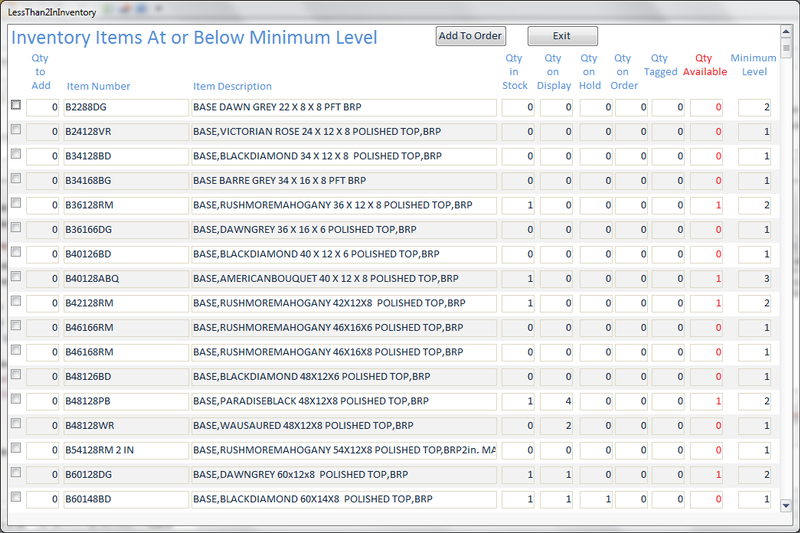 LessThan2InInventory
Inventory Items At or Below Minimum Level Add To Order Exit
Qty to Add Item Number Item Description Qty in Stock Qty on Display Qty on Hold Qty on Order Qty Tagged Qty Available Minimum Level
0 B2288DG BASE DAWN GREY 22 X 8 X 8 PFT BRP 0 0 0 0 0 0 2
0 B24128VR BASE,VICTORIAN ROSE 24 X 12 X 8 POLISHED TOP,BRP 0 0 0 0 0 0 1
0 B34128BD BASE,BLACKDIAMOND 34 X 12 X 8 POLISHED TOP,BRP 0 0 0 0 0 0 1
0 B34168BG BASE BARRE GREY 34 X 16 X 8 PFT BRP 0 0 0 0 0 0 1
0 B36128RM BASE,RUSHMOREMAHOGANY 36 X 12 X 8 POLISHED TOP,BRP 1 0 0 0 0 1 2
0 B36166DG BASE,DAWNGREY 36 X 16 X 6 POLISHED TOP,BRP 0 0 0 0 0 0 1
0 B40126BD BASE,BLACKDIAMOND 40 X 12 X 6 POLISHED TOP,BRP 0 0 0 0 0 0 1
0 B40128ABQ BASE,AMERICANBOUQUET 40 X 12 X 8 POLISHED TOP,BRP 1 0 0 0 0 1 3
0 B42128RM BASE,RUSHMOREMAHOGANY 42X12X8 POLISHED TOP,BRP 1 0 0 0 0 1 2
0 B46166RM BASE,RUSHMOREMAHOGANY 46X16X6 POLISHED TOP,BRP 0 0 0 0 0 0 1
0 B46168RM BASE,RUSHMOREMAHOGANY 46X16X8 POLISHED TOP,BRP 0 0 0 0 0 0 1
0 B48126BD BASE,BLACKDIAMOND 48X12X6 POLISHED TOP,BRP 0 0 0 0 0 0 1
0 B48128PB BASE,PARADISEBLACK 48X12X8 POLISHED TOP,BRP 1 4 0 0 0 1 2
0 B48128WR BASE,WAUSAURED 48X12X8 POLISHED TOP,BRP 0 2 0 0 0 0 1
0 B54128RM 2 IN BASE,RUSHMOREMAHOGANY 54X12X8 POLISHED TOP,BRP2in. MA 0 0 0 0 0 0 1
0 B60128DG BASE,DAWNGREY 60x12x8 POLISHED TOP,BRP 1 1 0 0 0 1 2
0 B60148BD BASE,BLACKDIAMOND 60X14X8 POLISHED TOP,BRP 1 1 1 0 0 0 1